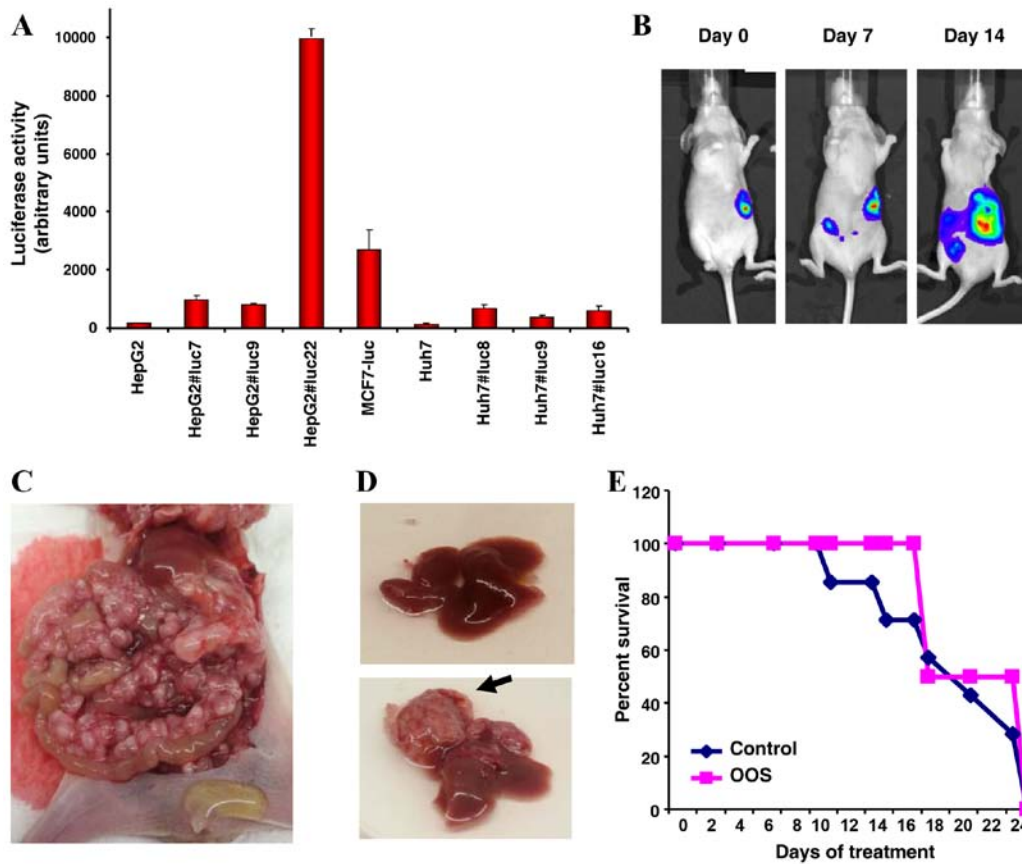 A
Luciferase activity
(arbitrary units)
10000
8000
6000
4000
2000
0
HepG2
HepG2#luc7
HepG2#luc9
HepG2#luc22
MCF7-luc
Huh7
Huh7#luc8
Huh7#luc9
Huh7#luc16
B
Day 0
Day 7
Day 14
C
D
E
Percent survival
120
100
80
60
40
20
0
Control
OOS
0 2 4 6 8 10 12 14 16 18 20 22 24
Days of treatment